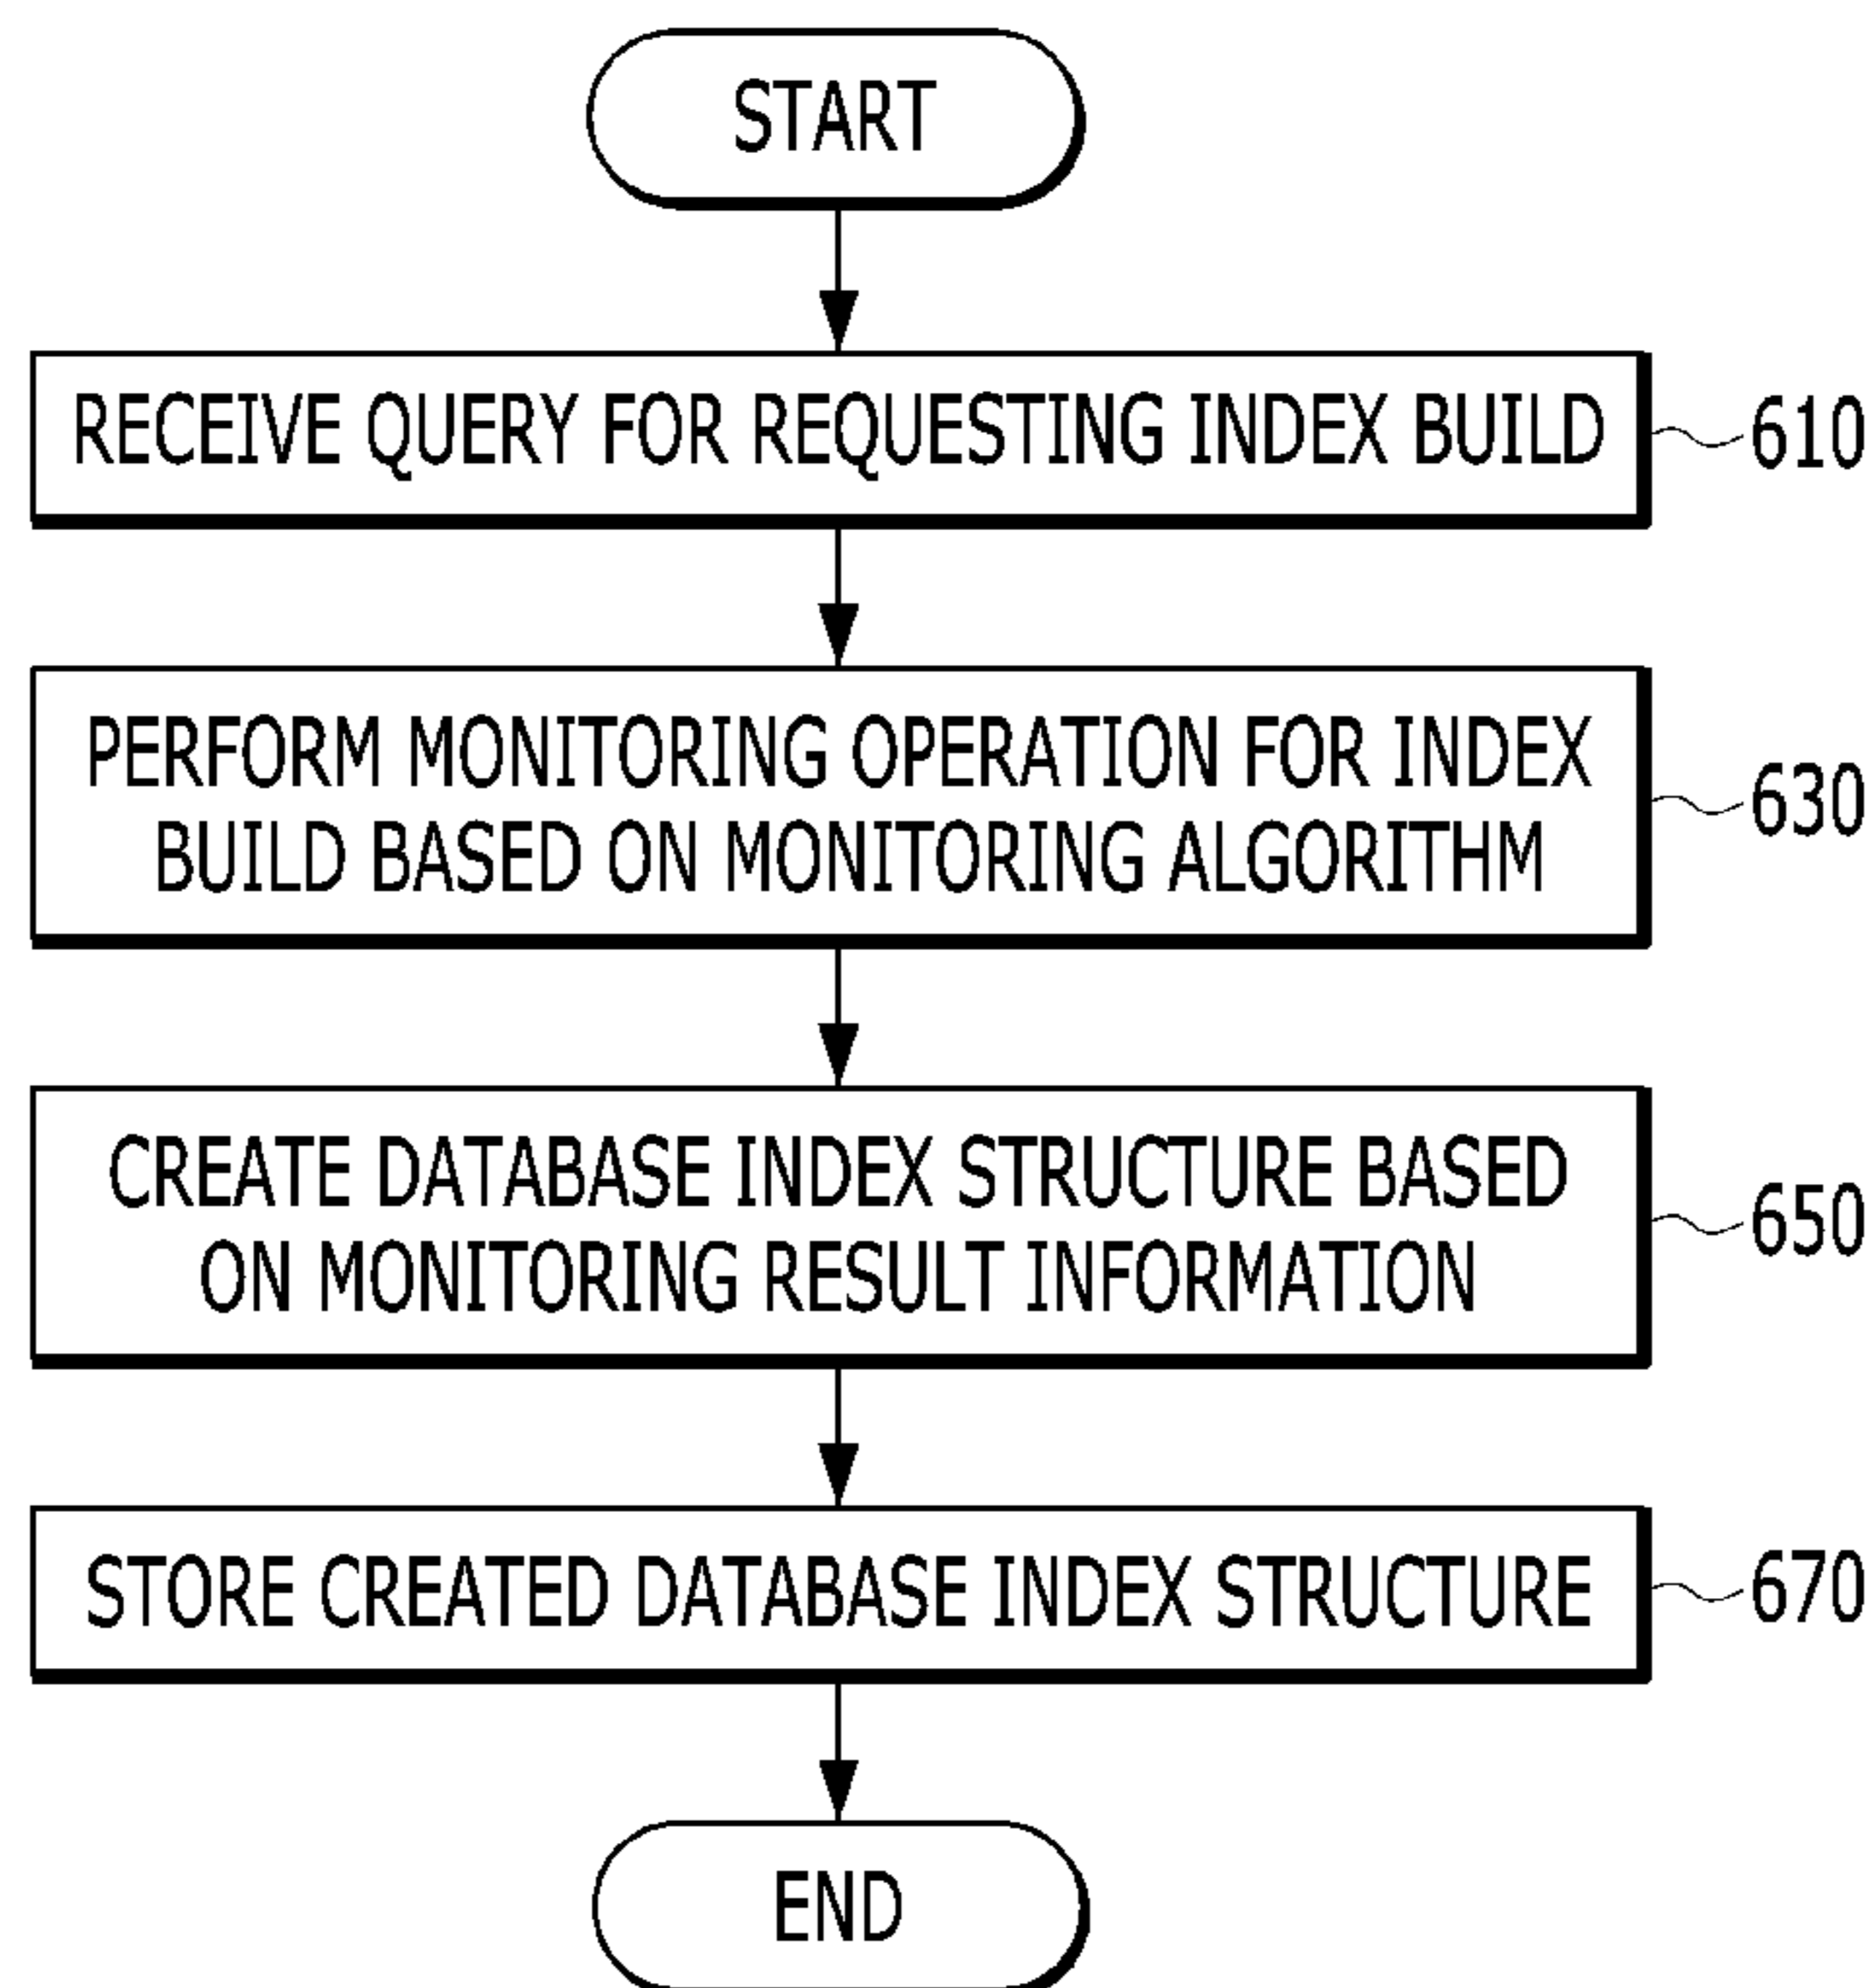 START
RECEIVE QUERY FOR REQUESTING INDEX BUILD
610
PERFORM MONITORING OPERATION FOR INDEX
BUILD BASED ON MONITORING ALGORITHM
630
CREATE DATABASE INDEX STRUCTURE BASED
ON MONITORING RESULT INFORMATION
650
STORE CREATED DATABASE INDEX STRUCTURE
670
END